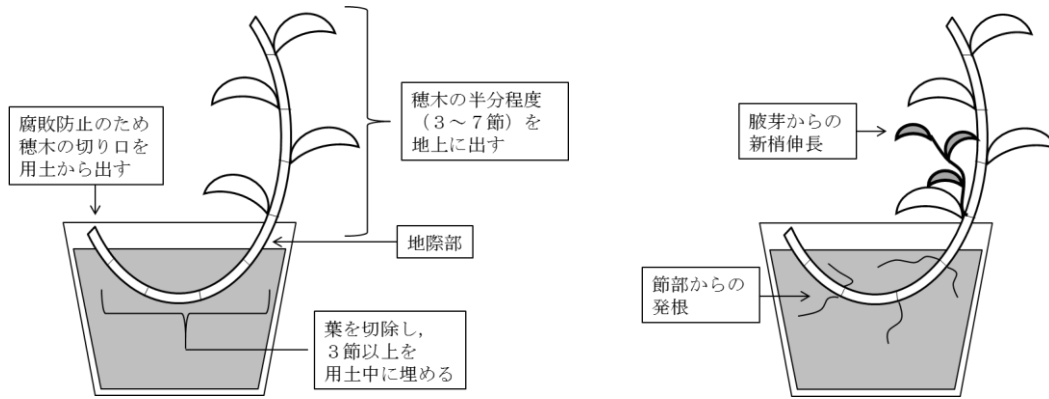 腐敗防止のため
穂木の切り口を
用土から出す
穂木の半分程度
（３～７節）を
地上に出す
地際部
葉を切除し，
３節以上を
用土中に埋める
腋芽からの
新梢伸長
節部からの
発根